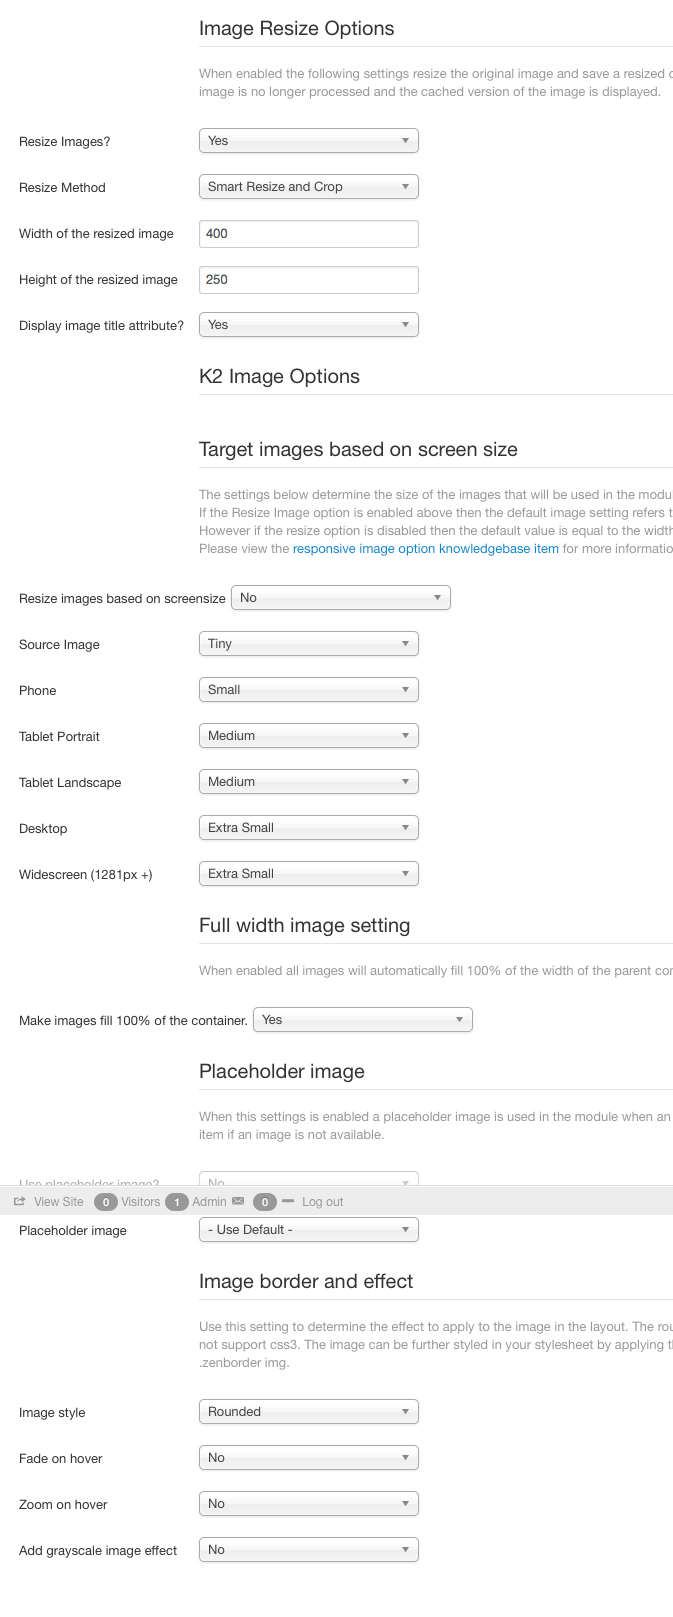 Image Resize Options
When enabled the following settings resize the original image and save a resized
image is no longer processed and the cached version of the image is displayed.
Resize Images? Yes
Resize Method Smart Resize and Crop
Width of the resized image 400
Height of the resized image 250
Display image title attribute? Yes
K2 Image Options
Target images based on screen size
The settings below determine the size of the images that will be used in the
If the Resize Image option is enabled above then the default image setting refers
However if the resize option is disabled then the default value is equal to the width
Please view the responsive image option knowledgebase item for more
Resize images based on screensize No
Source Image Tiny
Phone Small
Tablet Portrait Medium
Tablet Landscape Medium
Desktop Extra Small
Widescreen (1281px +) Extra Small
Full width image setting
When enabled all images will automatically fill 100% of the width of the parent
Make images fill 100% of the container. Yes
Placeholder image
When this settings is enabled a placeholder image is used in the module when an
item if an image is not available.
Use placeholder image? No
View Site 0 Visitors 1 Admin 0 Log out
Placeholder image - Use Default -
Image border and effect
Use this setting to determine the effect to apply to the image in the layout. The
not support css3. The image can be further styled in your stylesheet by applying
.zenborder img.
Image style Rounded
Fade on hover No
Zoom on hover No
Add grayscale image effect No